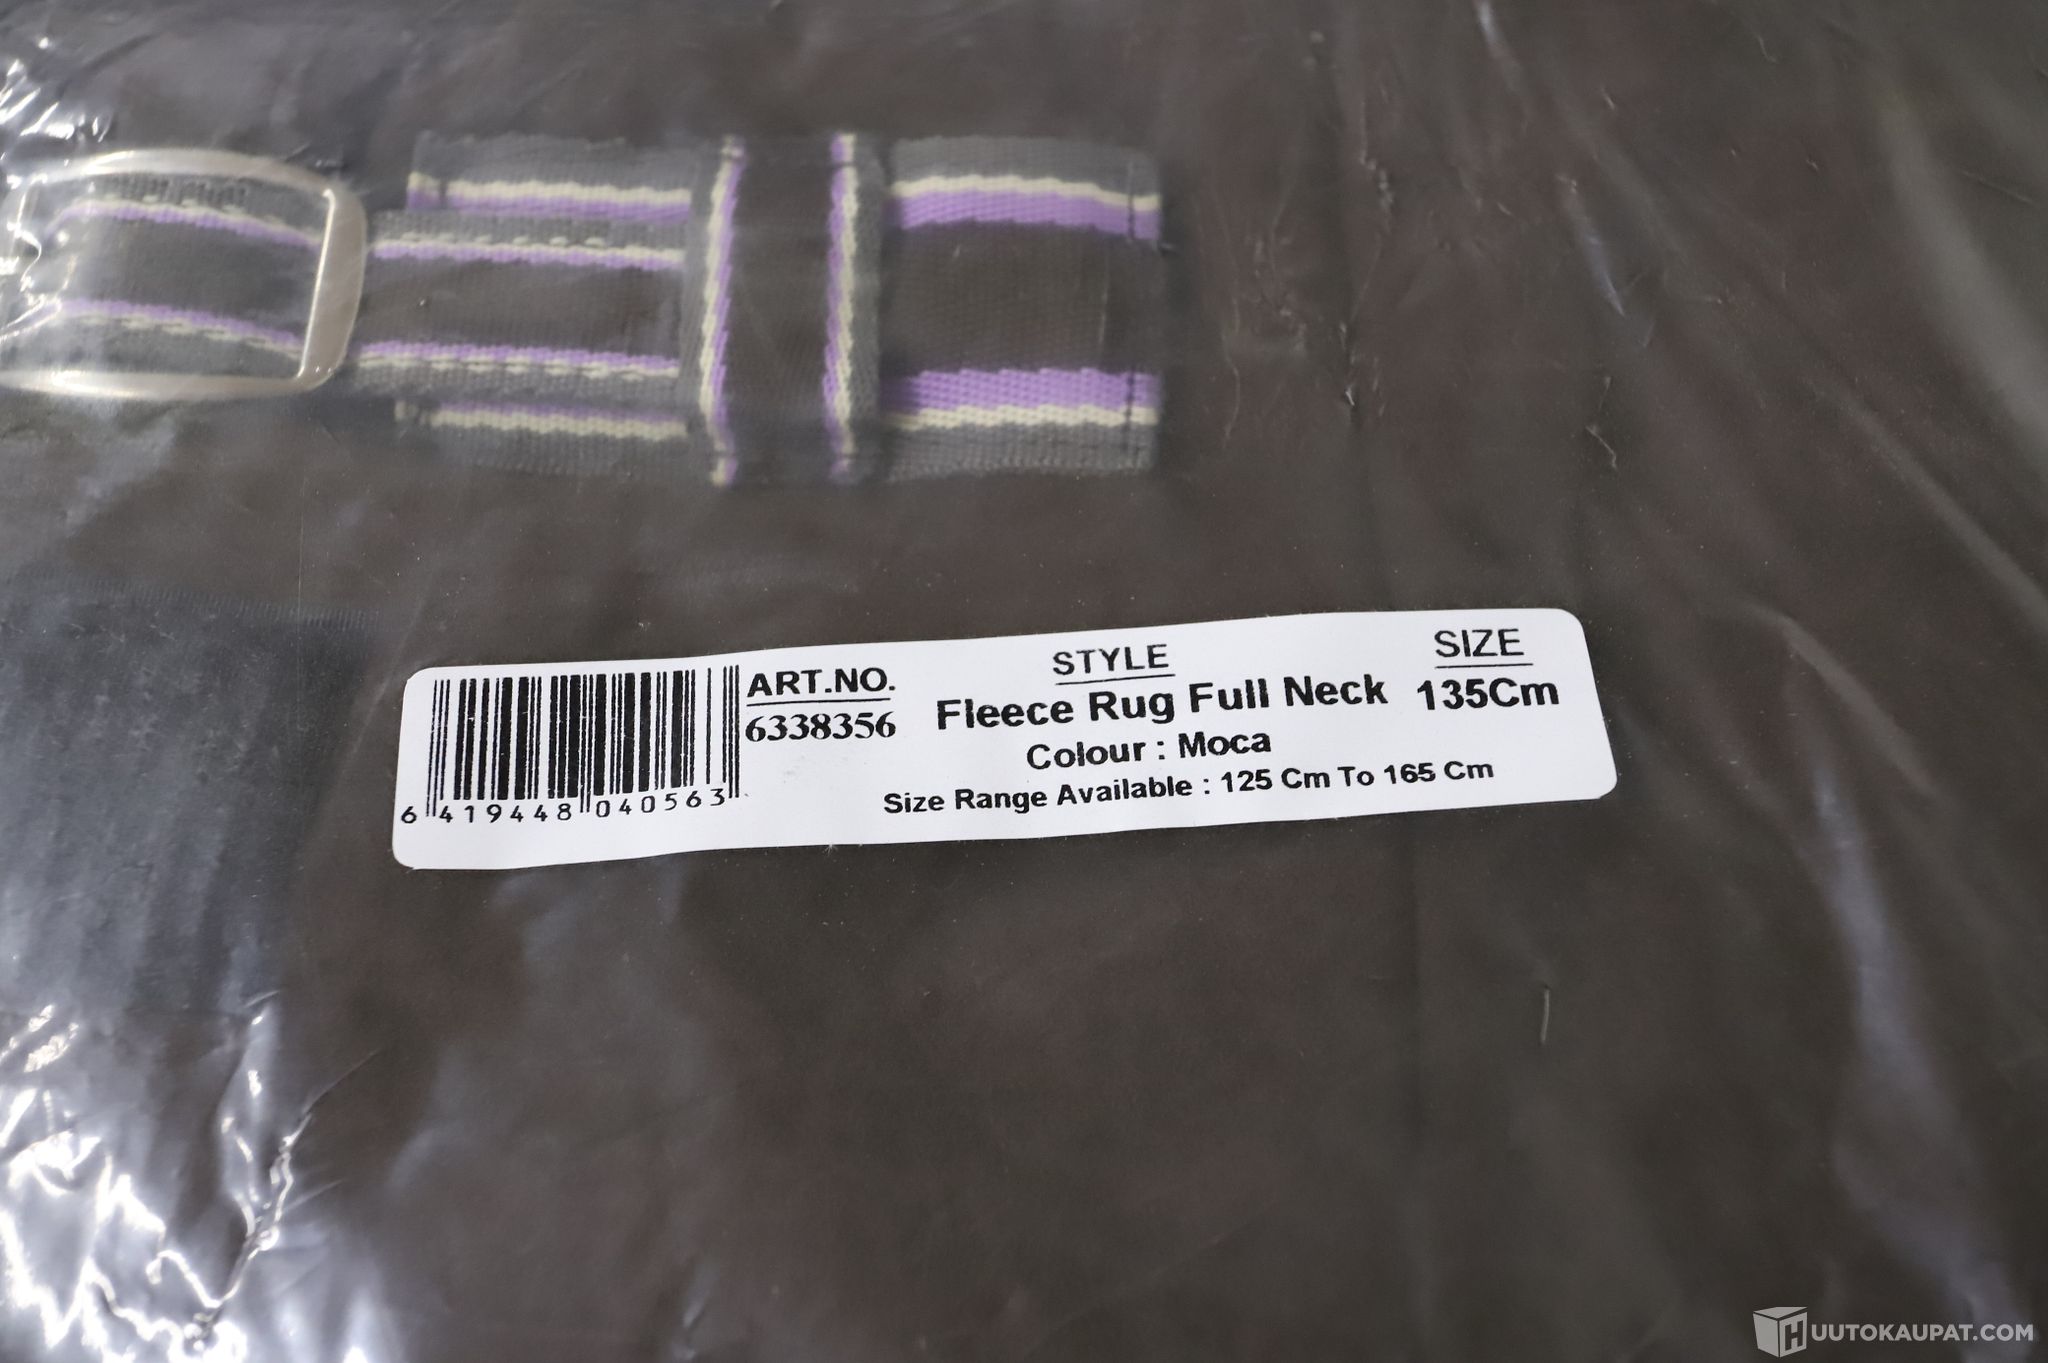 ART.NO.
6338356
STYLE
Fleece Rug Full Neck
Colour : Moca
Size Range Available : 125 Cm To 165 Cm
SIZE
135Cm
6 419448 040563
HUUTOKAUPAT.COM